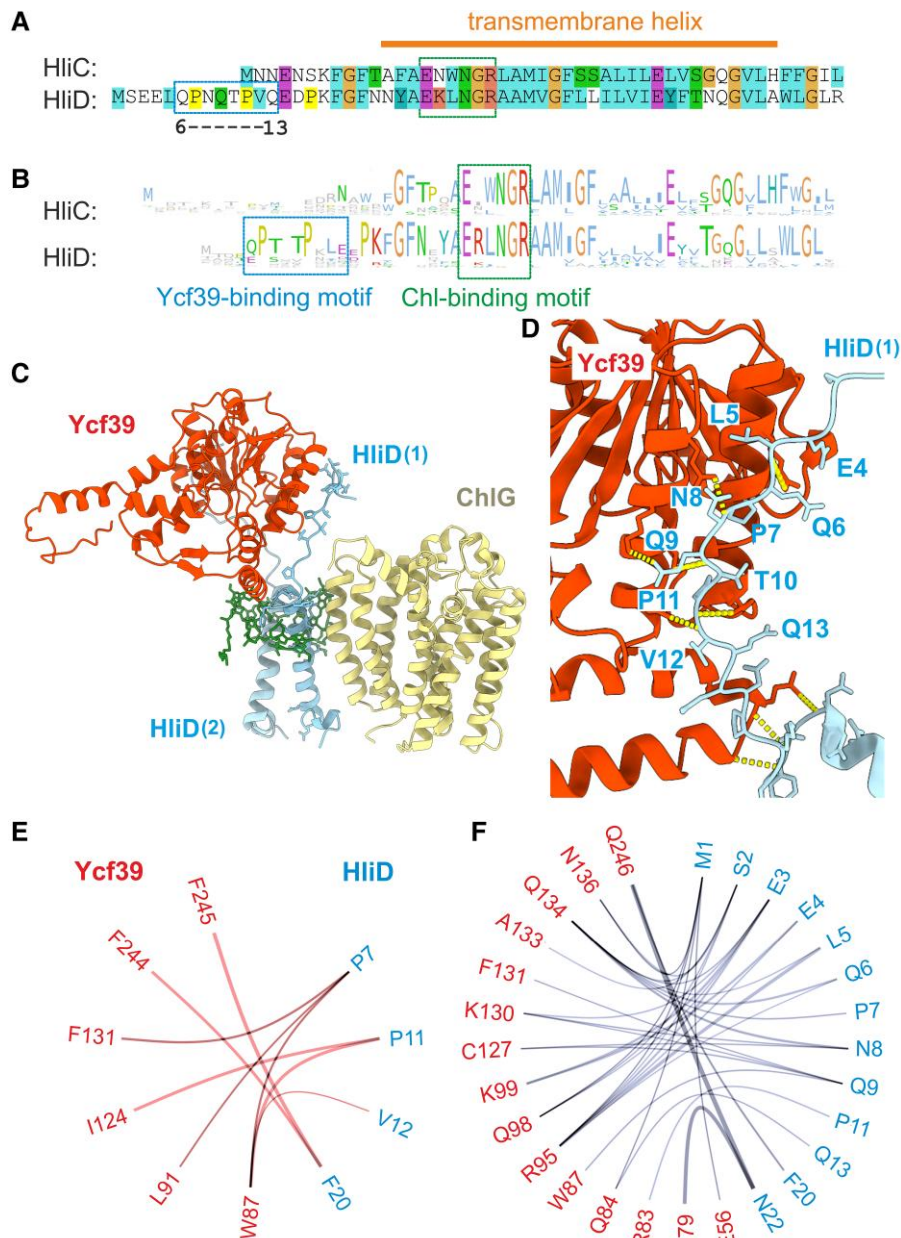 A
transmembrane helix
HliC: MNNENSKFGFTAFAENWNGRLAMIGFSSALILELVSGQGVLHFFGIL
HliD: MSEELQPNQTPVQEDPKFGFNNYAEKLNGRAAMVGFLLILVIEYFTNQGVLAWLGLR
6------13
B
HliC:
HliD:
Ycf39-binding motif Chl-binding motif
C
Ycf39
HliD(1)
ChlG
HliD(2)
D
Ycf39
HliD(1)
L5
E4
N8
P7
Q6
Q9
T10
P11
Q13
V12
E
Ycf39 HliD
F245
F244
F131
I124
L91
W87
P7
P11
V12
F20
F
Q246
N136
Q134
A133
F131
K130
C127
K99
Q98
R95
W87
Q84
R83
79
E56
M1
S2
E3
E4
L5
Q6
P7
N8
Q9
P11
Q13
F20
N22